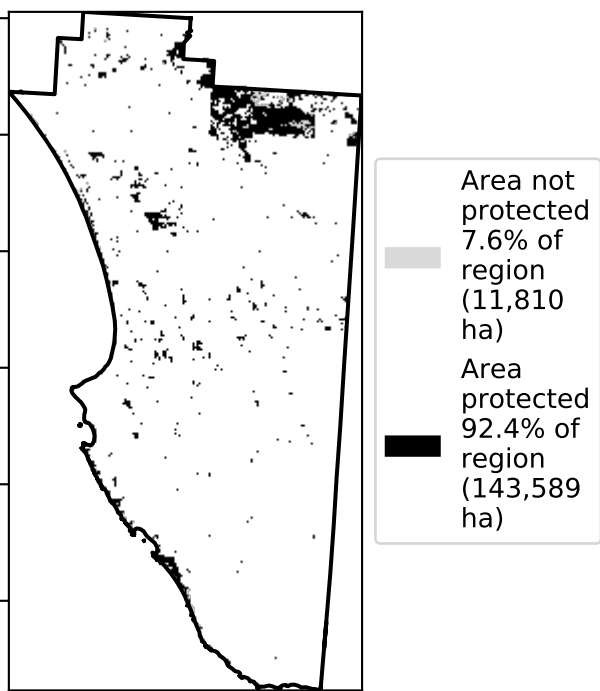 Area not
protected
7.6% of
region
(11,810
ha)
Area
protected
92.4% of
region
(143,589
ha)